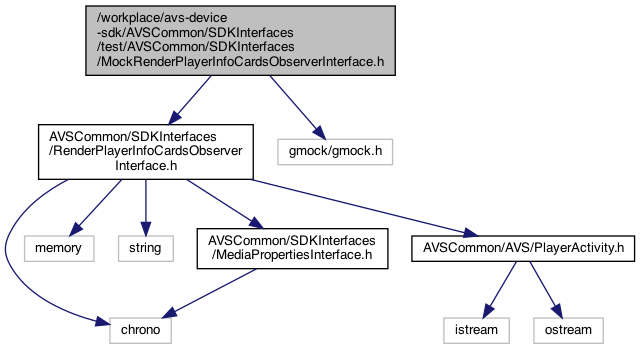 /workplace/avs-device
-sdk/AVSCommon/SDKInterfaces
/test/AVSCommon/SDKInterfaces
/MockRenderPlayerInfoCardsObserverInterface.h
AVSCommon/SDKInterfaces
/RenderPlayerInfoCardsObserver
Interface.h
gmock/gmock.h
memory
string
AVSCommon/SDKInterfaces
/MediaPropertiesInterface.h
AVSCommon/AVS/PlayerActivity.h
chrono
istream
ostream